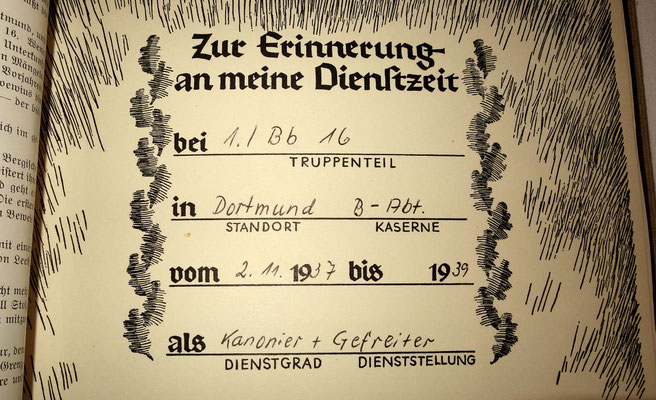 Zur Erinnerung
an meine Dienstzeit
bei 1./Bb 16
TRUPPENTEIL
in Dortmund B-Abt.
STANDORT KASERNE
vom 2.11.1937 bis 1939
als Kanonier + Gefreiter
DIENSTGRAD DIENSTSTELLUNG